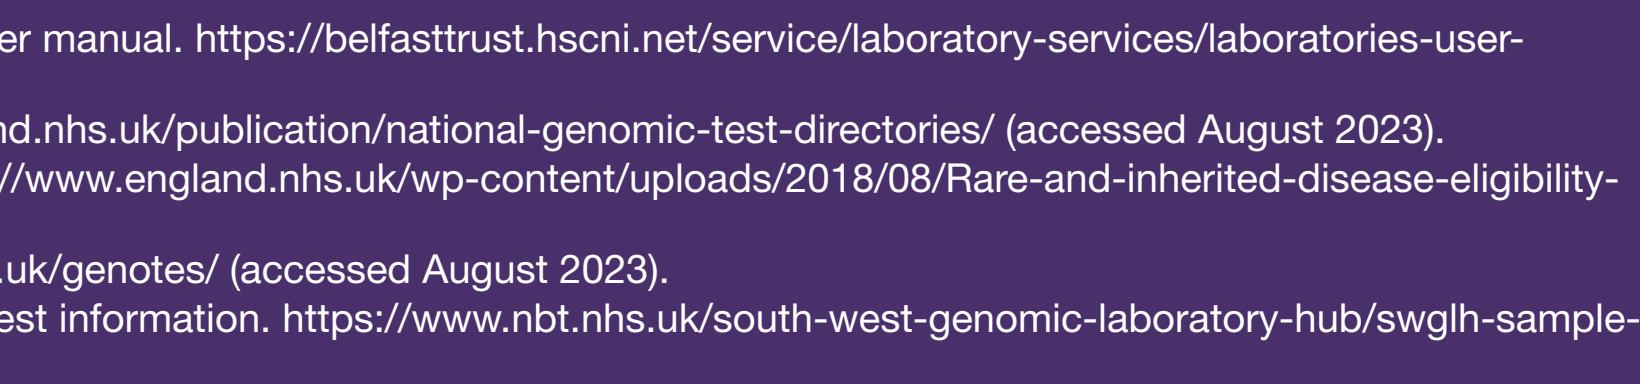 er manual. https://belfasttrust.hscni.net/service/laboratory-services/laboratories-user-
nd.nhs.uk/publication/national-genomic-test-directories/ (accessed August 2023).
//www.england.nhs.uk/wp-content/uploads/2018/08/Rare-and-inherited-disease-eligibility-
.uk/genotes/ (accessed August 2023).
est information. https://www.nbt.nhs.uk/south-west-genomic-laboratory-hub/swglh-sample-